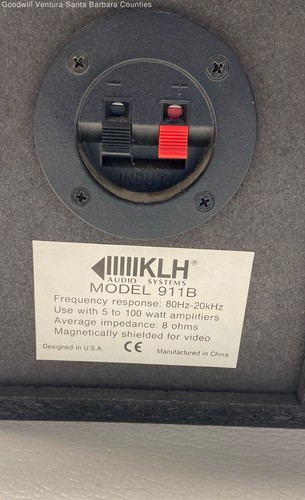 Goodwill Ventura Santa Barbara Counties
- +
INPUT
KLH®
AUDIO SYSTEMS
MODEL 911B
Frequency response: 80Hz-20kHz
Use with 5 to 100 watt amplifiers
Average impedance: 8 ohms
Magnetically shielded for video
Designed in U.S.A. CE Manufactured in China